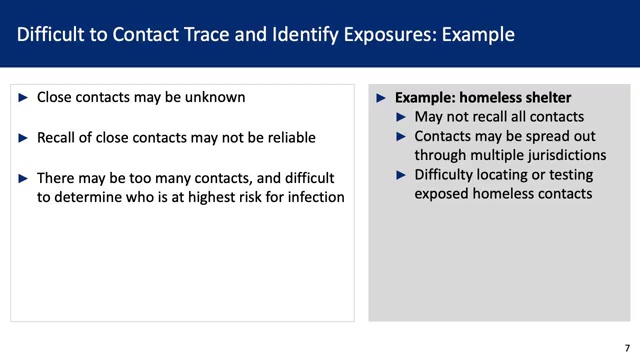 Difficult to Contact Trace and Identify Exposures: Example
► Close contacts may be unknown
► Recall of close contacts may not be reliable
► There may be too many contacts, and difficult
to determine who is at highest risk for infection
► Example: homeless shelter
► May not recall all contacts
► Contacts may be spread out
through multiple jurisdictions
► Difficulty locating or testing
exposed homeless contacts
7